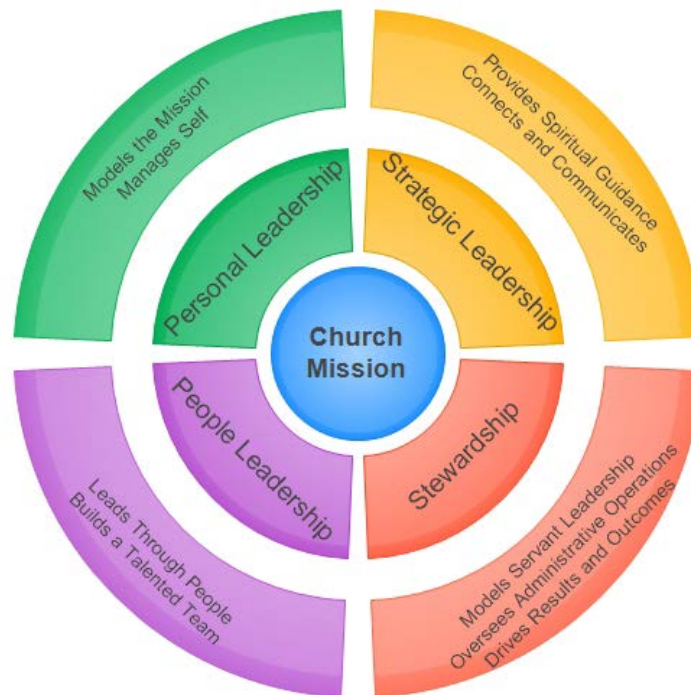 Models the Mission
Manages Self
Provides Spiritual Guidance
Connects and Communicates
Personal Leadership
Strategic Leadership
Church
Mission
People Leadership
Stewardship
Leads Through People
Builds a Talented Team
Models Servant Leadership
Oversees Administrative Operations
Drives Results and Outcomes